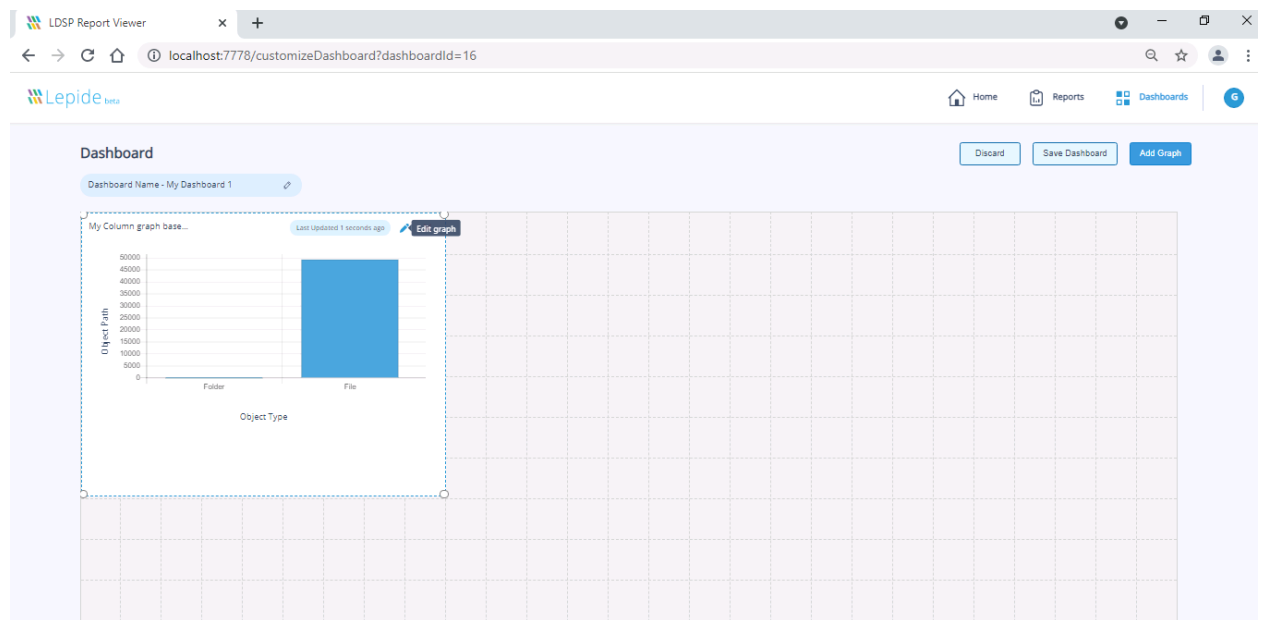 LDSP Report Viewer
localhost:7778/customizeDashboard?dashboardId=16
Lepide beta
Home
Reports
Dashboards
G
Dashboard
Discard
Save Dashboard
Add Graph
Dashboard Name - My Dashboard 1
My Column graph base...
Last Updated 1 seconds ago
Edit graph
50000
45000
40000
35000
30000
25000
20000
15000
10000
5000
0
Object Path
Folder
File
Object Type